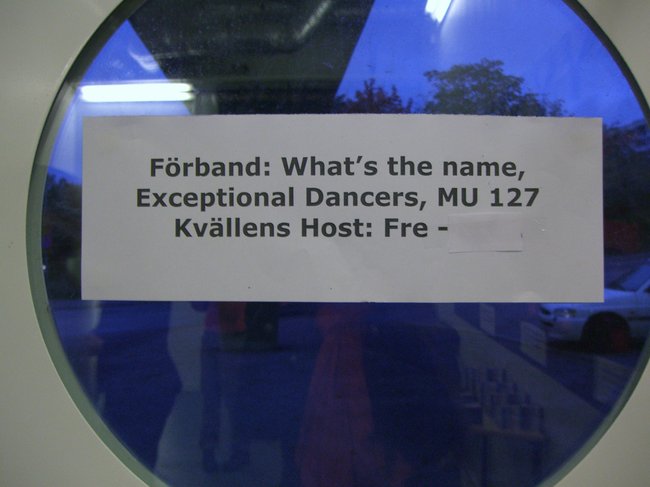 Förband: What's the name,
Exceptional Dancers, MU 127
Kvällens Host: Fre -